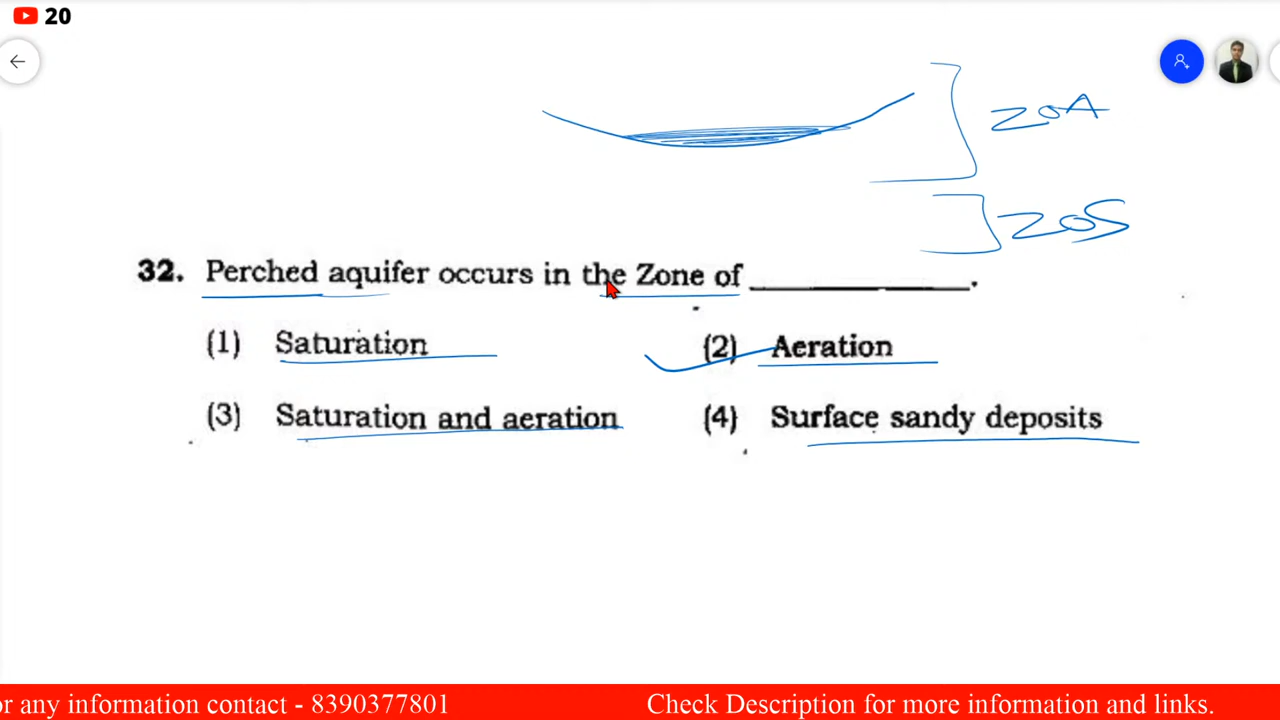 20
ZOA
ZOS
32. Perched aquifer occurs in the Zone of ____________.
(1) Saturation (2) Aeration
(3) Saturation and aeration (4) Surface sandy deposits
or any information contact - 8390377801 Check Description for more information and links.